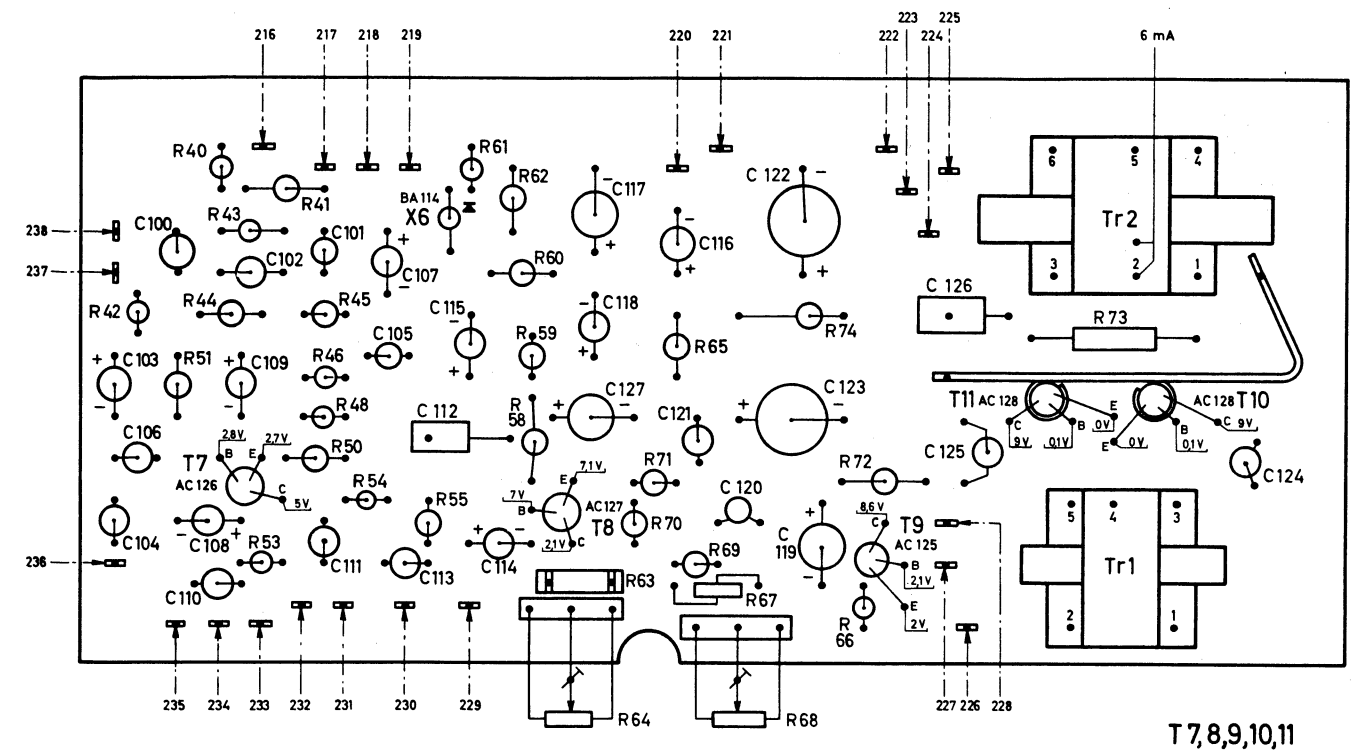 216 217 218 219 220 221 222 223 224 225 6 mA
R40 R61
R62 C117 C 122 6 5 4
R41 BA 114
X6 Tr2
R43 C101
238 C100 C116
237 C102 C107 R60 3 2 1
C 126
R42 R44 R45 C115 C118 R74 R73
C105 R59 R65
C103 R51 C109 R46
R48 C127 C123 T11 AC 128 AC 128 T10
C 112 R 58 C121 C 9V 0,1V B E 0V E 0V B 0,1V C 9V
C106 2,8V 2,7V C125
T7 B E R50 7,1V R71 R72 C124
AC 126 C 5V R54 7V E C 120
R55 B AC127 8,6V 5 4 3
C104 C108 T8 R70 C T9
2,1V C C 119 AC 125
236 R53 C111 C113 C114 R69 B 2,1V Tr1
C110 R63 R67 E
R 66 2V 2 1
235 234 233 232 231 230 229 R64 R68 227 226 228
T 7,8,9,10,11